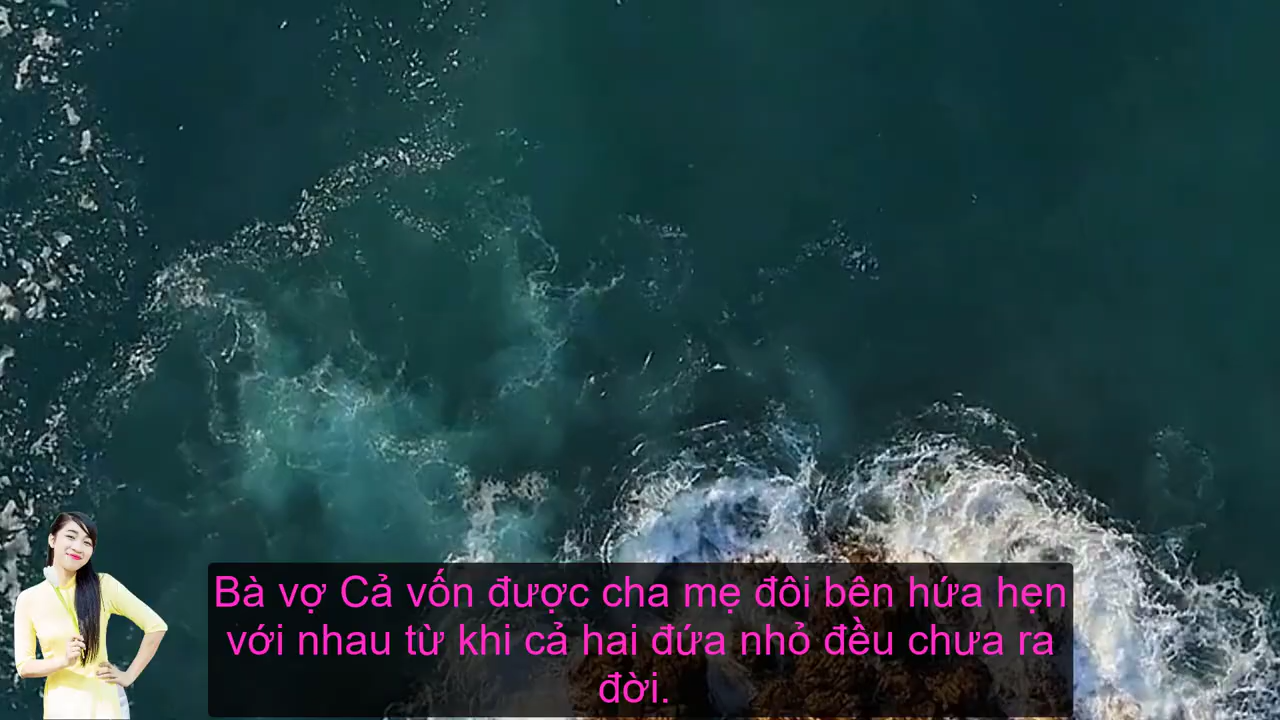 Bà vợ Cả vốn được cha mẹ đôi bên hứa hẹn
với nhau từ khi cả hai đứa nhỏ đều chưa ra
đời.